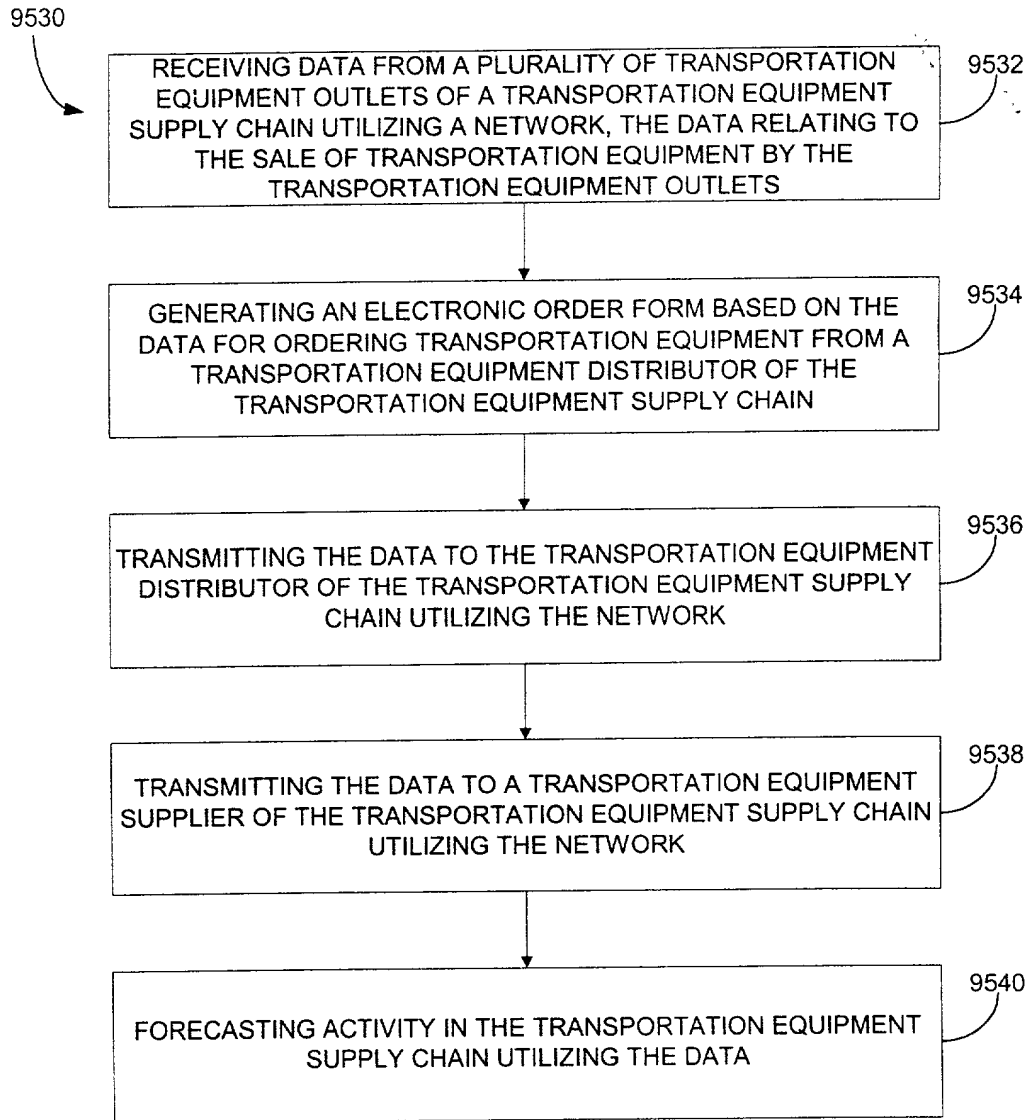 9530
RECEIVING DATA FROM A PLURALITY OF TRANSPORTATION
EQUIPMENT OUTLETS OF A TRANSPORTATION EQUIPMENT
SUPPLY CHAIN UTILIZING A NETWORK, THE DATA RELATING TO
THE SALE OF TRANSPORTATION EQUIPMENT BY THE
TRANSPORTATION EQUIPMENT OUTLETS
9532
GENERATING AN ELECTRONIC ORDER FORM BASED ON THE
DATA FOR ORDERING TRANSPORTATION EQUIPMENT FROM A
TRANSPORTATION EQUIPMENT DISTRIBUTOR OF THE
TRANSPORTATION EQUIPMENT SUPPLY CHAIN
9534
TRANSMITTING THE DATA TO THE TRANSPORTATION EQUIPMENT
DISTRIBUTOR OF THE TRANSPORTATION EQUIPMENT SUPPLY
CHAIN UTILIZING THE NETWORK
9536
TRANSMITTING THE DATA TO A TRANSPORTATION EQUIPMENT
SUPPLIER OF THE TRANSPORTATION EQUIPMENT SUPPLY CHAIN
UTILIZING THE NETWORK
9538
FORECASTING ACTIVITY IN THE TRANSPORTATION EQUIPMENT
SUPPLY CHAIN UTILIZING THE DATA
9540